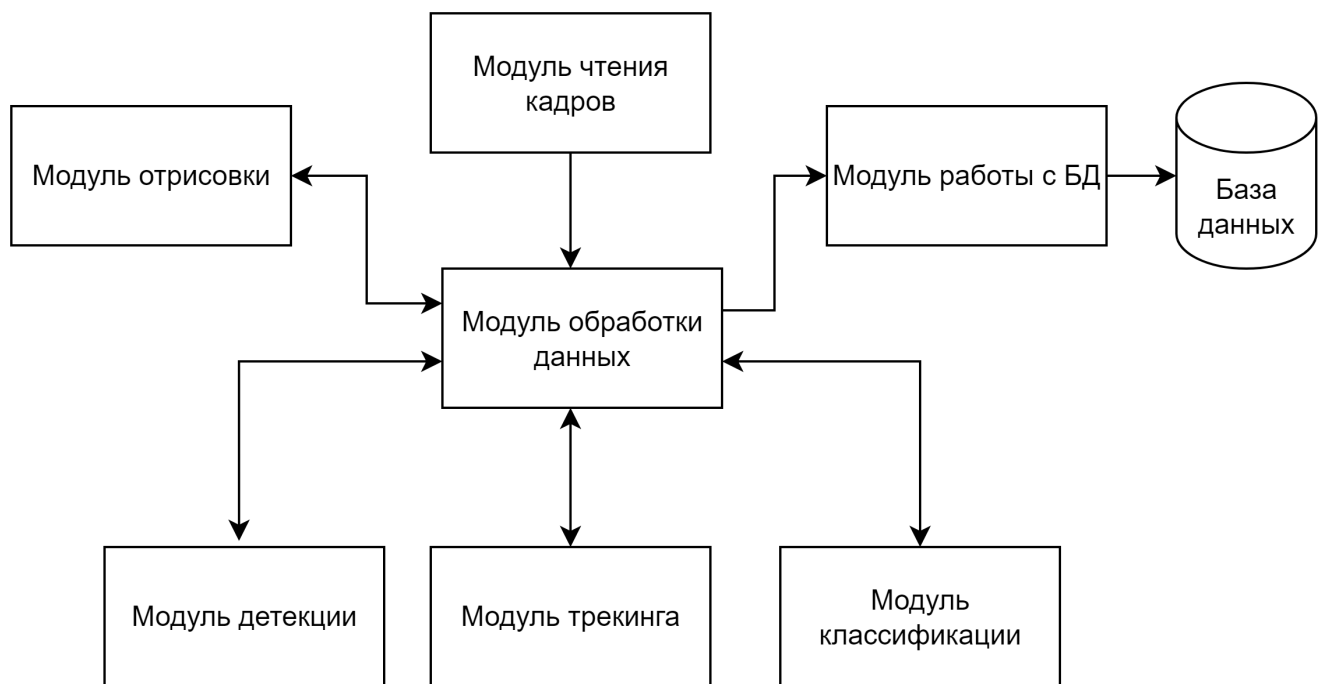 Модуль чтения
кадров
Модуль отрисовки
Модуль работы с БД
База
данных
Модуль обработки
данных
Модуль детекции
Модуль трекинга
Модуль
классификации